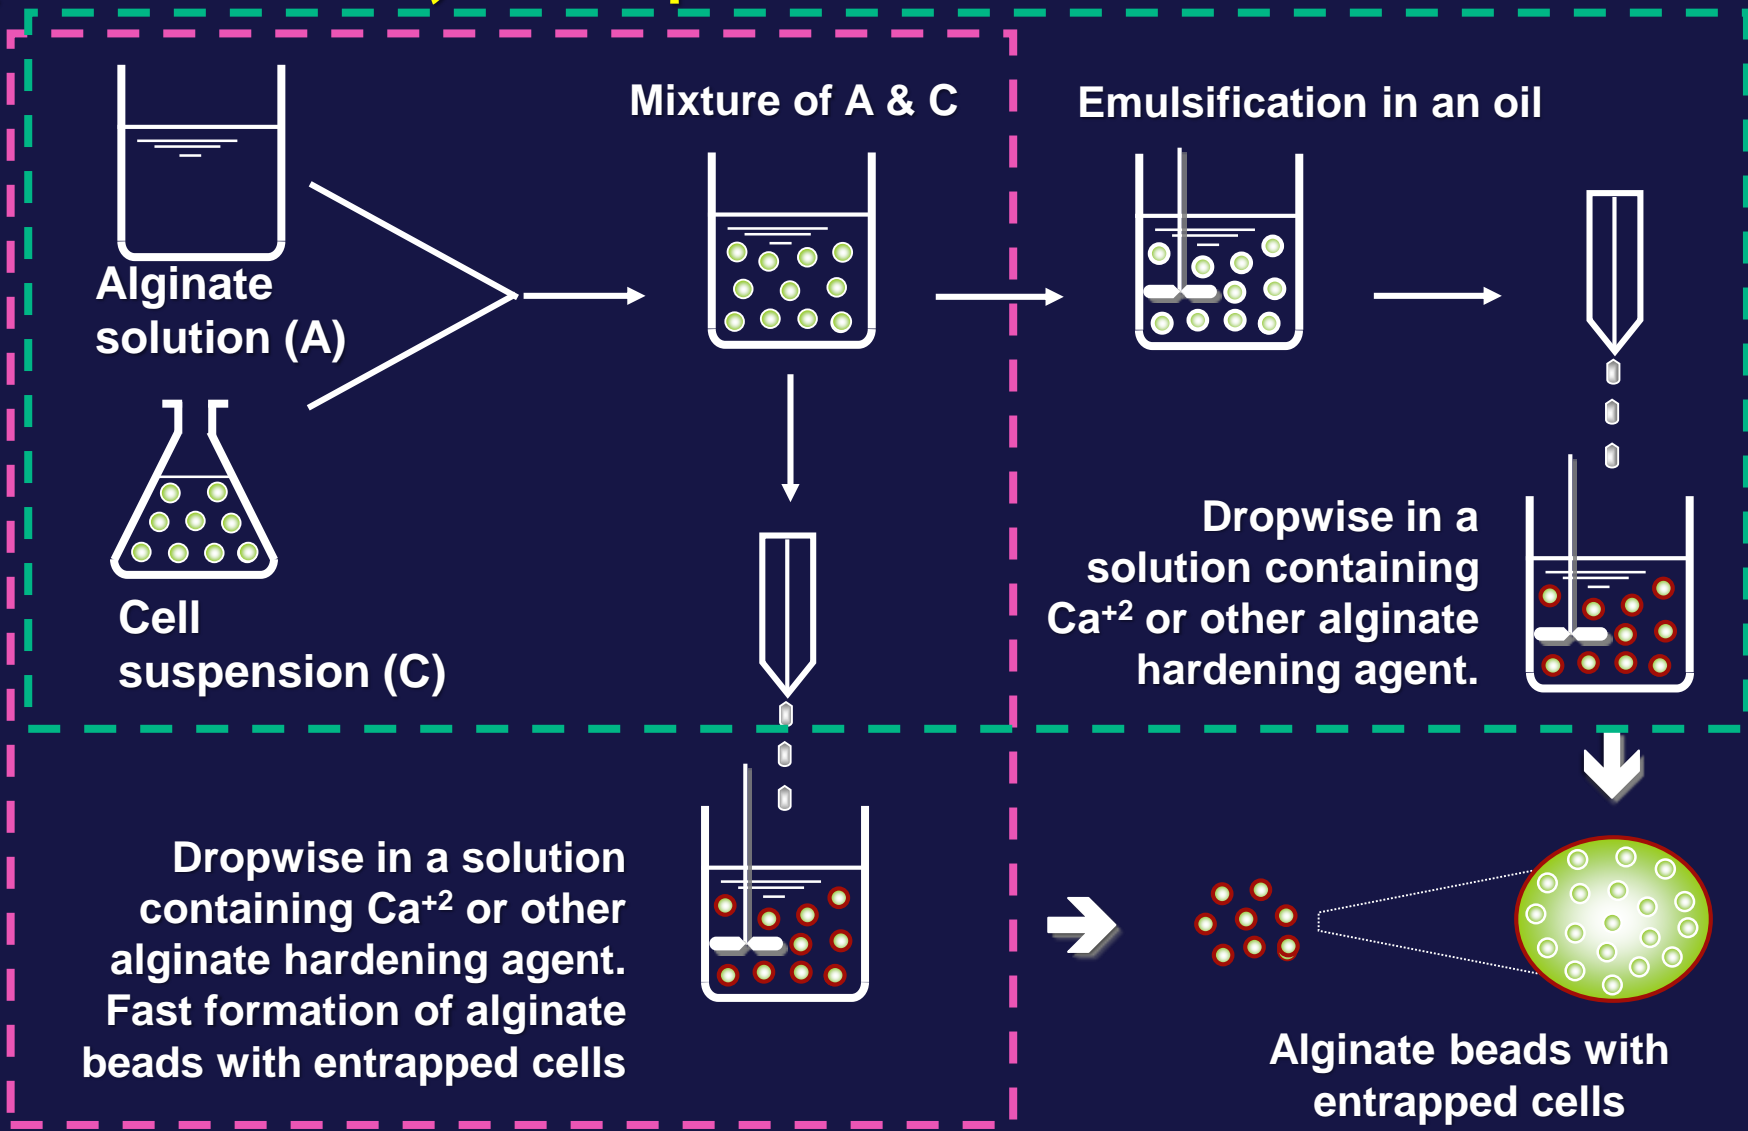 Mixture of A & C
Emulsification in an oil
Alginate
solution (A)
Cell
suspension (C)
Dropwise in a
solution containing
Ca⁺² or other alginate
hardening agent.
Dropwise in a solution
containing Ca⁺² or other
alginate hardening agent.
Fast formation of alginate
beads with entrapped cells
Alginate beads with
entrapped cells